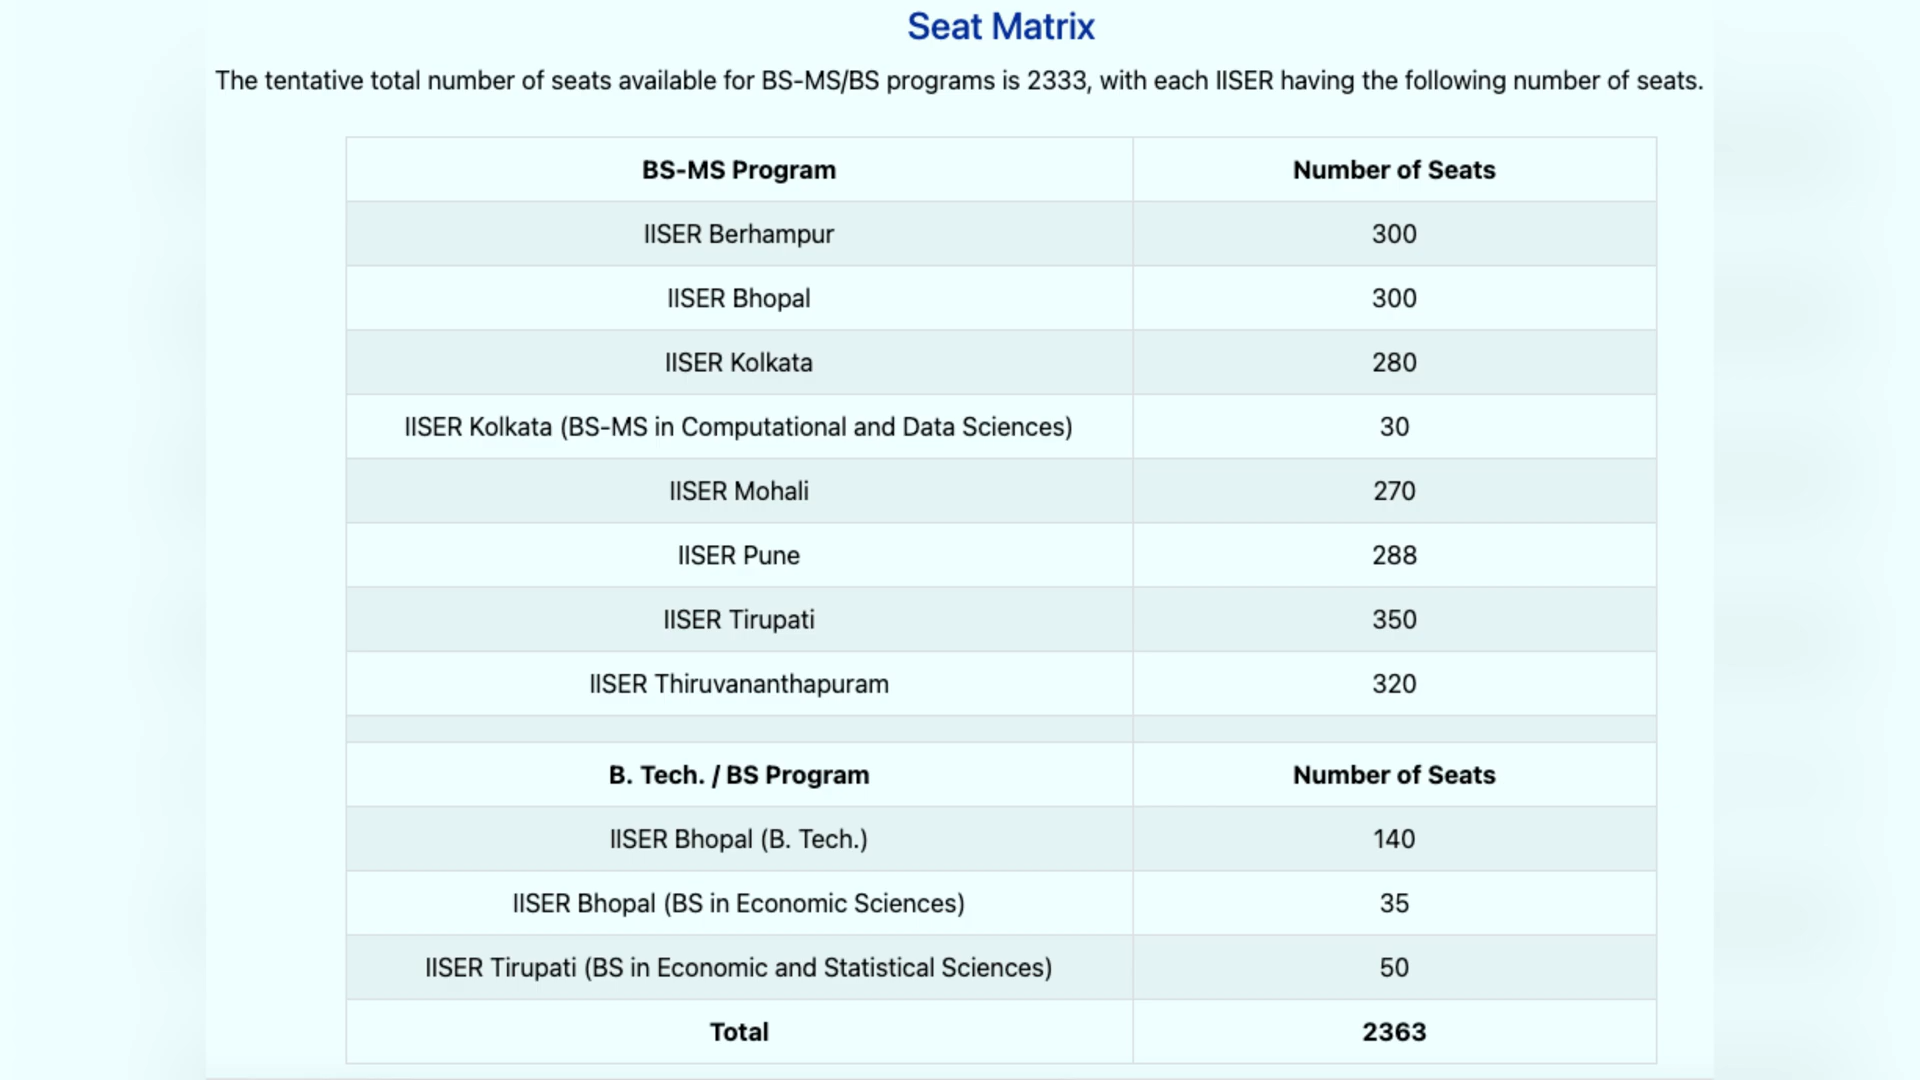 Seat Matrix
The tentative total number of seats available for BS-MS/BS programs is 2333, with each IISER having the following number of seats.
BS-MS Program Number of Seats
IISER Berhampur 300
IISER Bhopal 300
IISER Kolkata 280
IISER Kolkata (BS-MS in Computational and Data Sciences) 30
IISER Mohali 270
IISER Pune 288
IISER Tirupati 350
IISER Thiruvananthapuram 320
B. Tech. / BS Program Number of Seats
IISER Bhopal (B. Tech.) 140
IISER Bhopal (BS in Economic Sciences) 35
IISER Tirupati (BS in Economic and Statistical Sciences) 50
Total 2363